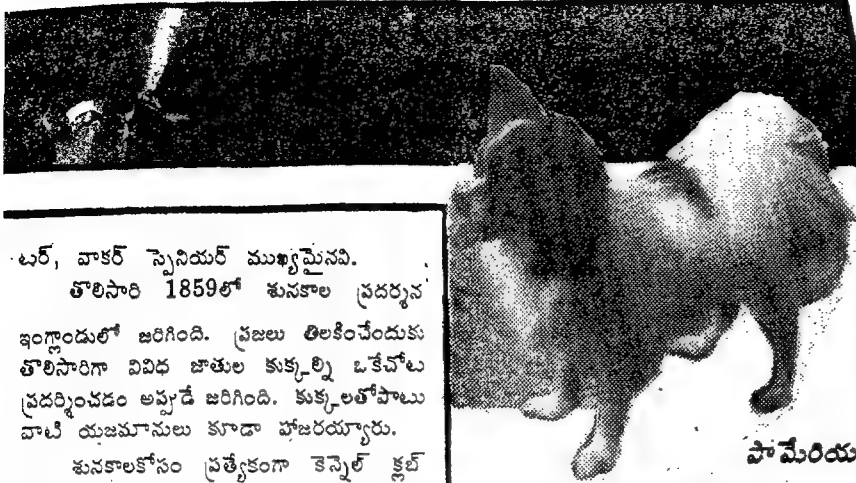 టర్, వాకర్ స్పెనియర్ ముఖ్యమైనవి.
తొలిసారి 1859లో శునకాల ప్రదర్శన
ఇంగ్లాండులో జరిగింది. ప్రజలు తిలకించేందుకు
తొలిసారిగా వివిధ జాతుల కుక్కల్ని ఒకేచోట
ప్రదర్శించడం అప్పుడే జరిగింది. కుక్కలతోపాటు
వాటి యజమానులు కూడా హాజరయ్యారు.
శునకాలకోసం ప్రత్యేకంగా కెన్నెల్ క్లబ్
పామేరియ